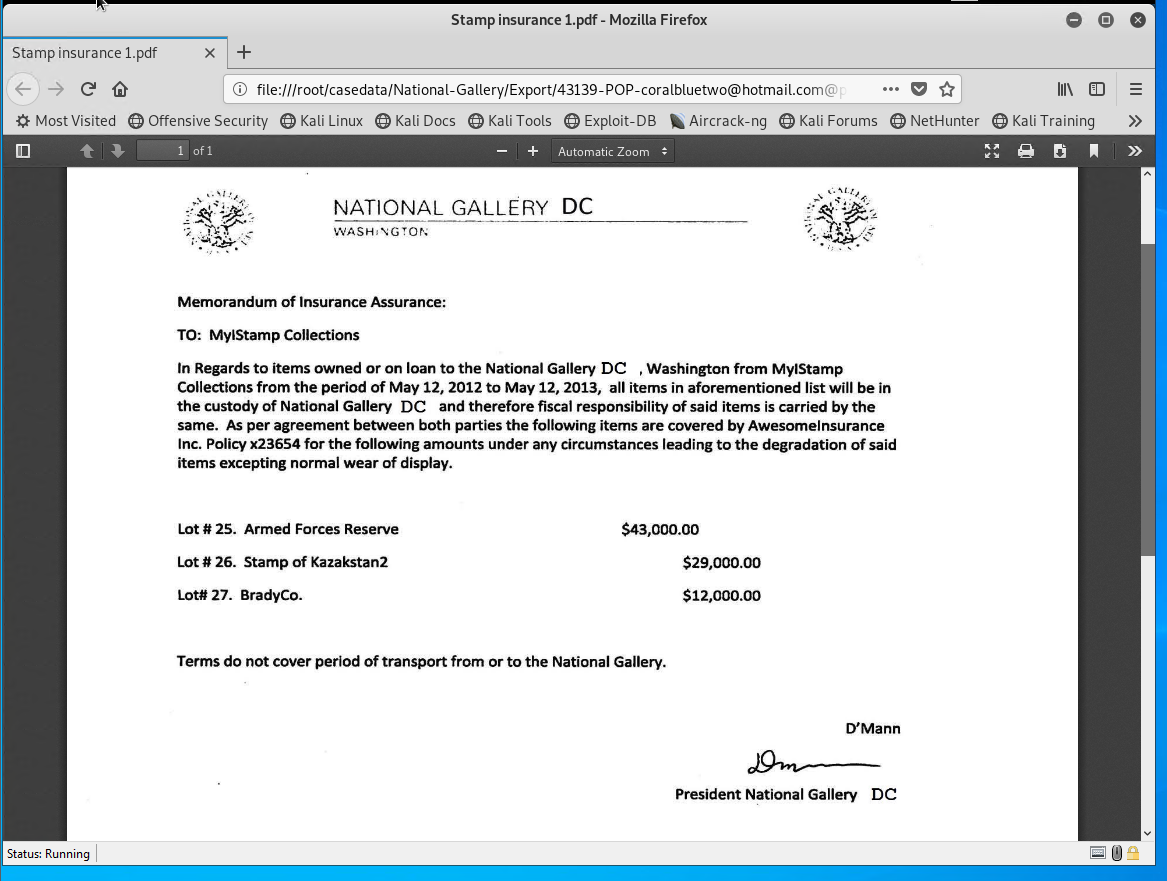 Stamp insurance 1.pdf - Mozilla Firefox
Stamp insurance 1.pdf
file:///root/casedata/National-Gallery/Export/43139-POP-coralbluetwo@hotmail.com@p
Most Visited Offensive Security Kali Linux Kali Docs Kali Tools Exploit-DB Aircrack-ng Kali Forums NetHunter Kali Training
1 of 1 Automatic Zoom
NATIONAL GALLERY DC
WASHINGTON
Memorandum of Insurance Assurance:
TO: MyIStamp Collections
In Regards to items owned or on loan to the National Gallery DC , Washington from MyIStamp
Collections from the period of May 12, 2012 to May 12, 2013, all items in aforementioned list will be in
the custody of National Gallery DC and therefore fiscal responsibility of said items is carried by the
same. As per agreement between both parties the following items are covered by AwesomeInsurance
Inc. Policy x23654 for the following amounts under any circumstances leading to the degradation of said
items excepting normal wear of display.
Lot # 25. Armed Forces Reserve $43,000.00
Lot # 26. Stamp of Kazakstan2 $29,000.00
Lot# 27. BradyCo. $12,000.00
Terms do not cover period of transport from or to the National Gallery.
D'Mann
President National Gallery DC
Status: Running